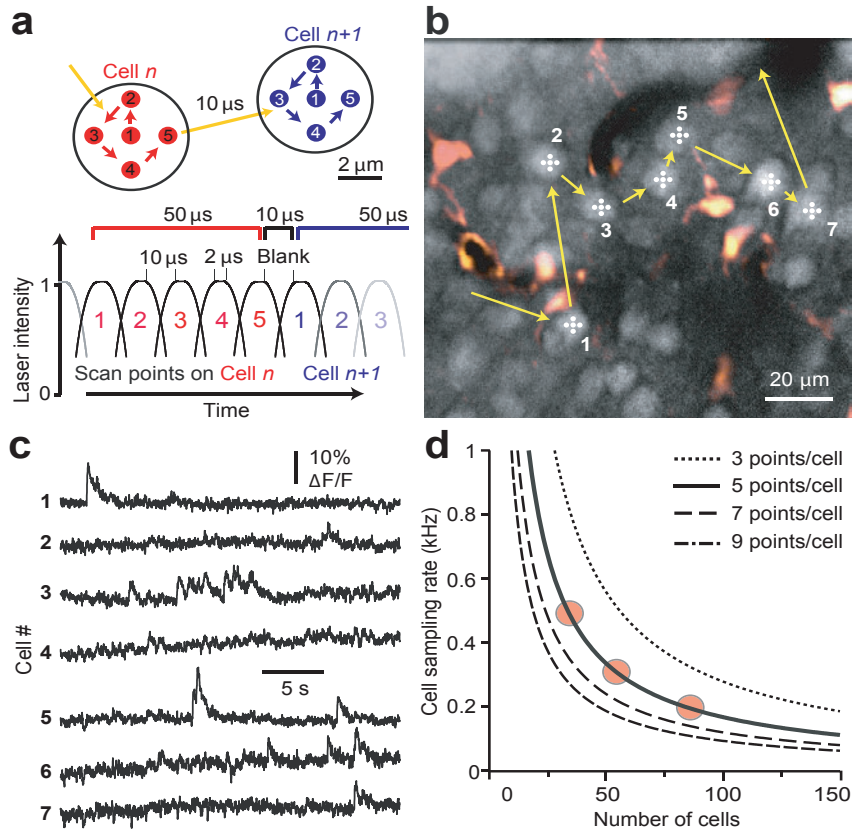 a
Cell n
Cell n+1
2
3 1 5
4
10 µs
2
3 1 5
4
2 µm
50 µs 10 µs 50 µs
10 µs 2 µs Blank
Laser intensity
1
0
1 2 3 4 5 1 2 3
Scan points on Cell n Cell n+1
Time
b
1
2
3
4
5
6
7
20 µm
c
10%
ΔF/F
Cell #
1
2
3
4
5
6
7
5 s
d
3 points/cell
5 points/cell
7 points/cell
9 points/cell
Cell sampling rate (kHz)
1
0.8
0.6
0.4
0.2
0
0 50 100 150
Number of cells